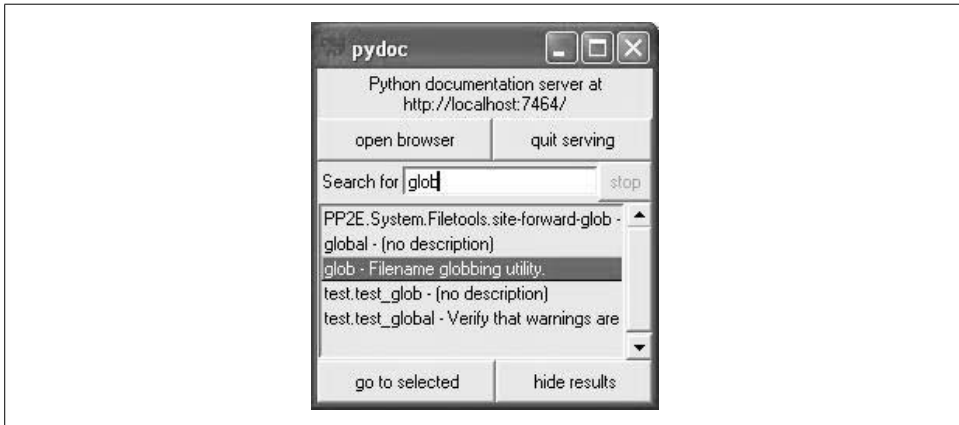 pydoc
Python documentation server at
http://localhost:7464/
open browser
quit serving
Search for glob
stop
PP2E.System.Filetools.site-forward-glob -
global - (no description)
glob - Filename globbing utility.
test.test_glob - (no description)
test.test_global - Verify that warnings are
go to selected
hide results